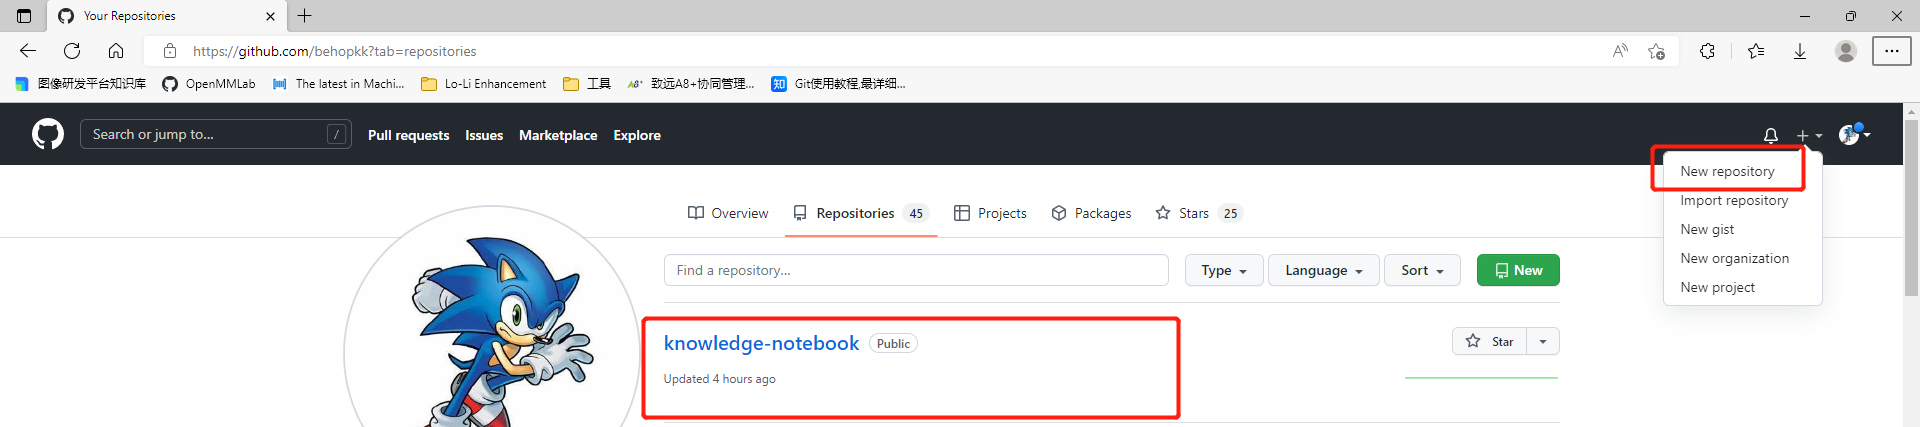 Your Repositories
https://github.com/behopkk?tab=repositories
图像研发平台知识库 OpenMMLab The latest in Machi... Lo-Li Enhancement 工具 致远A8+协同管理... Git使用教程,最详细...
Search or jump to... / Pull requests Issues Marketplace Explore
New repository
Import repository
New gist
New organization
New project
Overview Repositories 45 Projects Packages Stars 25
Find a repository... Type Language Sort New
knowledge-notebook Public Star
Updated 4 hours ago